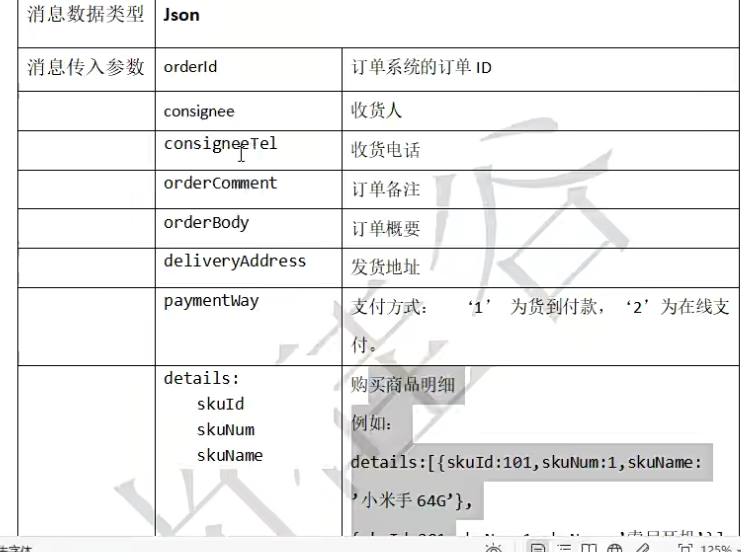 消息数据类型 Json
消息传入参数 orderId 订单系统的订单 ID
consignee 收货人
consigneeTel 收货电话
orderComment 订单备注
orderBody 订单概要
deliveryAddress 发货地址
paymentWay 支付方式: ‘1’ 为货到付款,‘2’为在线支
付。
details: 购买商品明细
skuId 例如:
skuNum
skuName details:[{skuId:101,skuNum:1,skuName:
’小米手 64G’},
125%